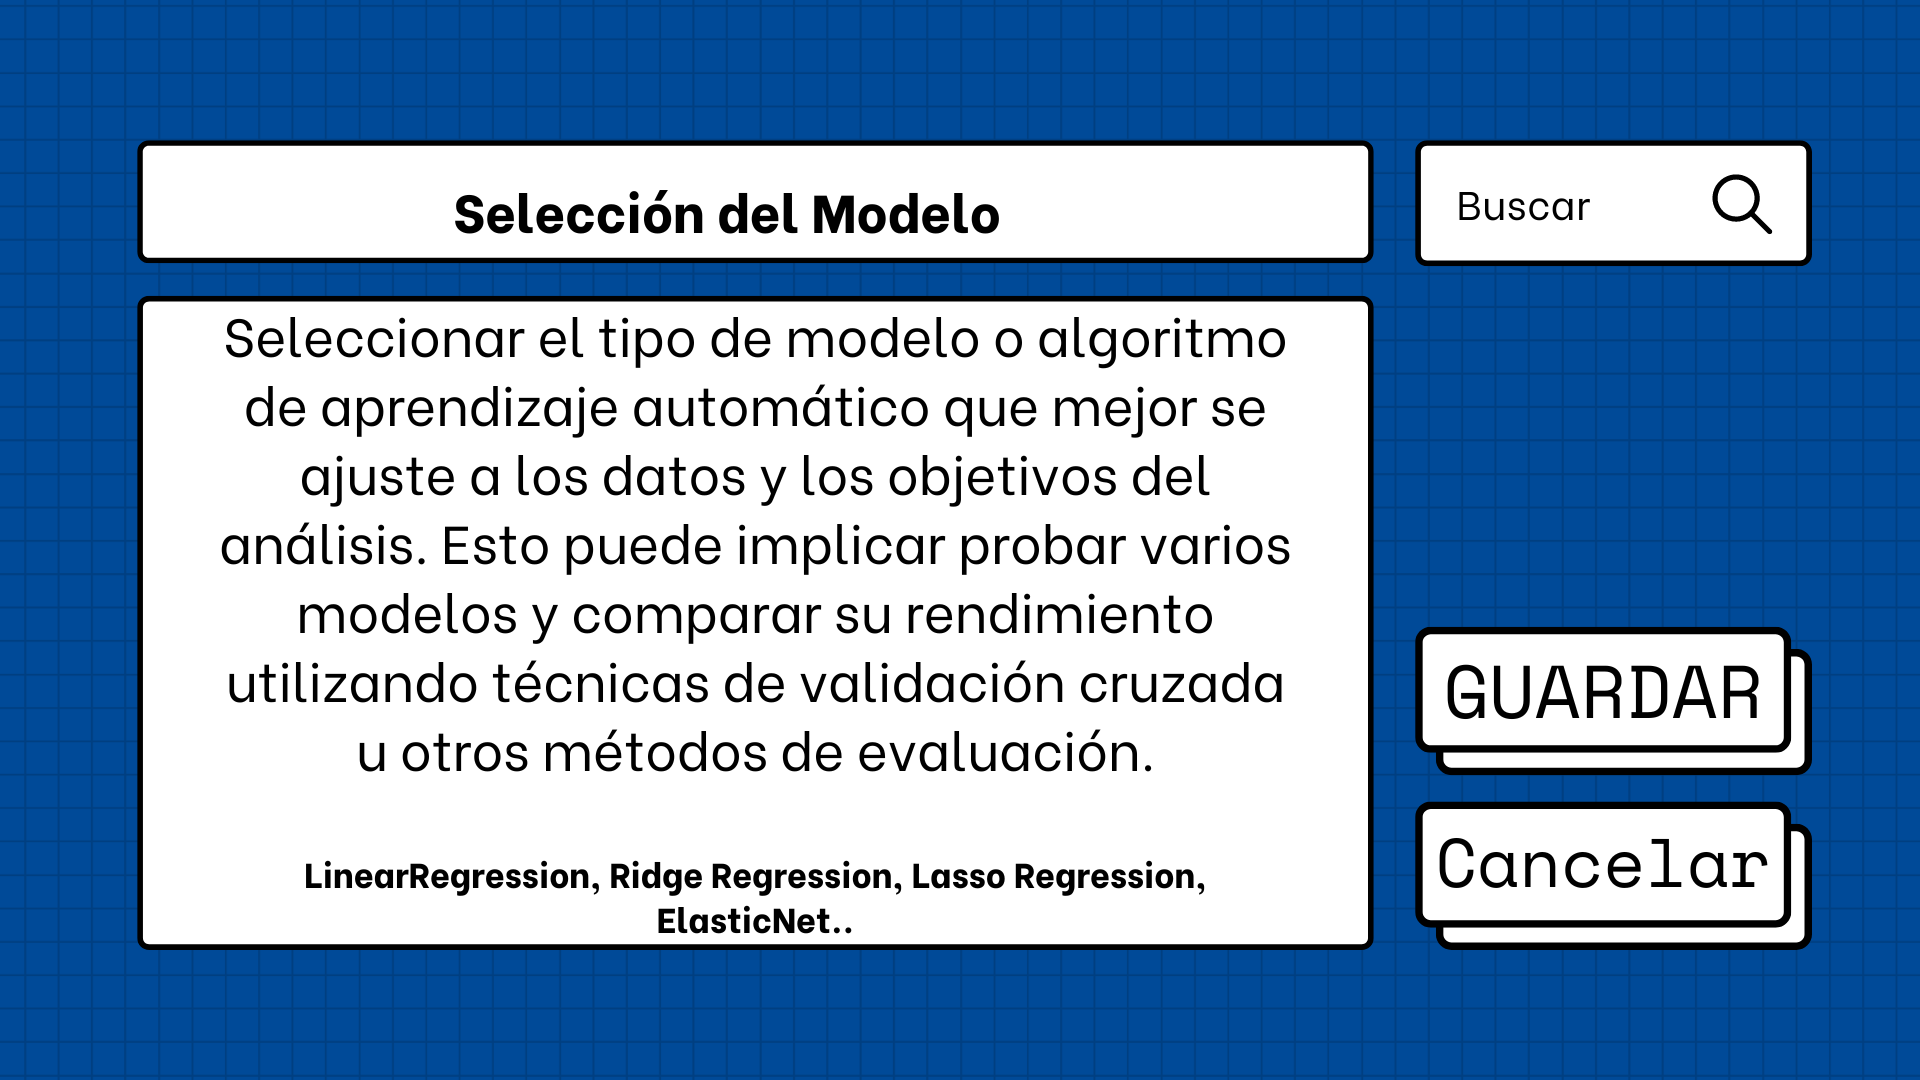 Selección del Modelo
Buscar
Seleccionar el tipo de modelo o algoritmo
de aprendizaje automático que mejor se
ajuste a los datos y los objetivos del
análisis. Esto puede implicar probar varios
modelos y comparar su rendimiento
utilizando técnicas de validación cruzada
u otros métodos de evaluación.
LinearRegression, Ridge Regression, Lasso Regression,
ElasticNet..
GUARDAR
Cancelar